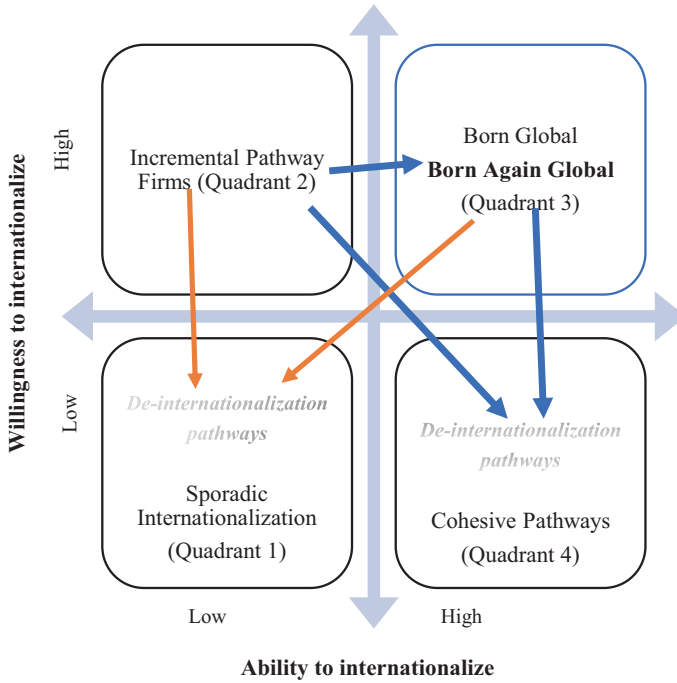 Willingness to internationalize
High
Incremental Pathway
Firms (Quadrant 2)
Born Global
Born Again Global
(Quadrant 3)
Low
De-internationalization
pathways
Sporadic
Internationalization
(Quadrant 1)
De-internationalization
pathways
Cohesive Pathways
(Quadrant 4)
Low
High
Ability to internationalize